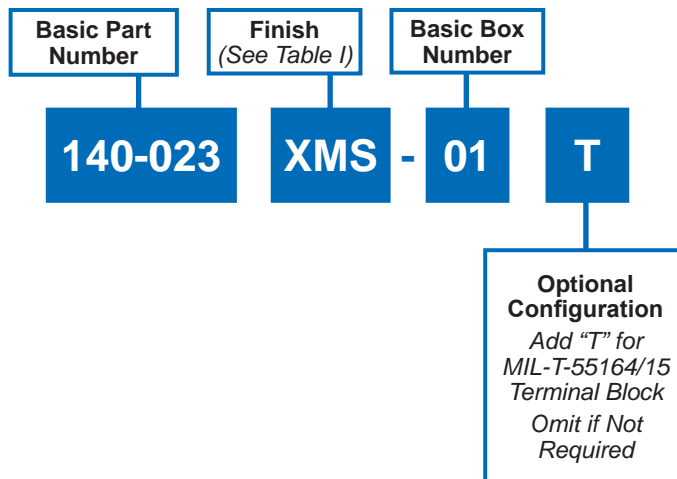 Basic Part
Number
Finish
(See Table I)
Basic Box
Number
140-023
XMS
-
01
T
Optional
Configuration
Add “T” for
MIL-T-55164/15
Terminal Block
Omit if Not
Required